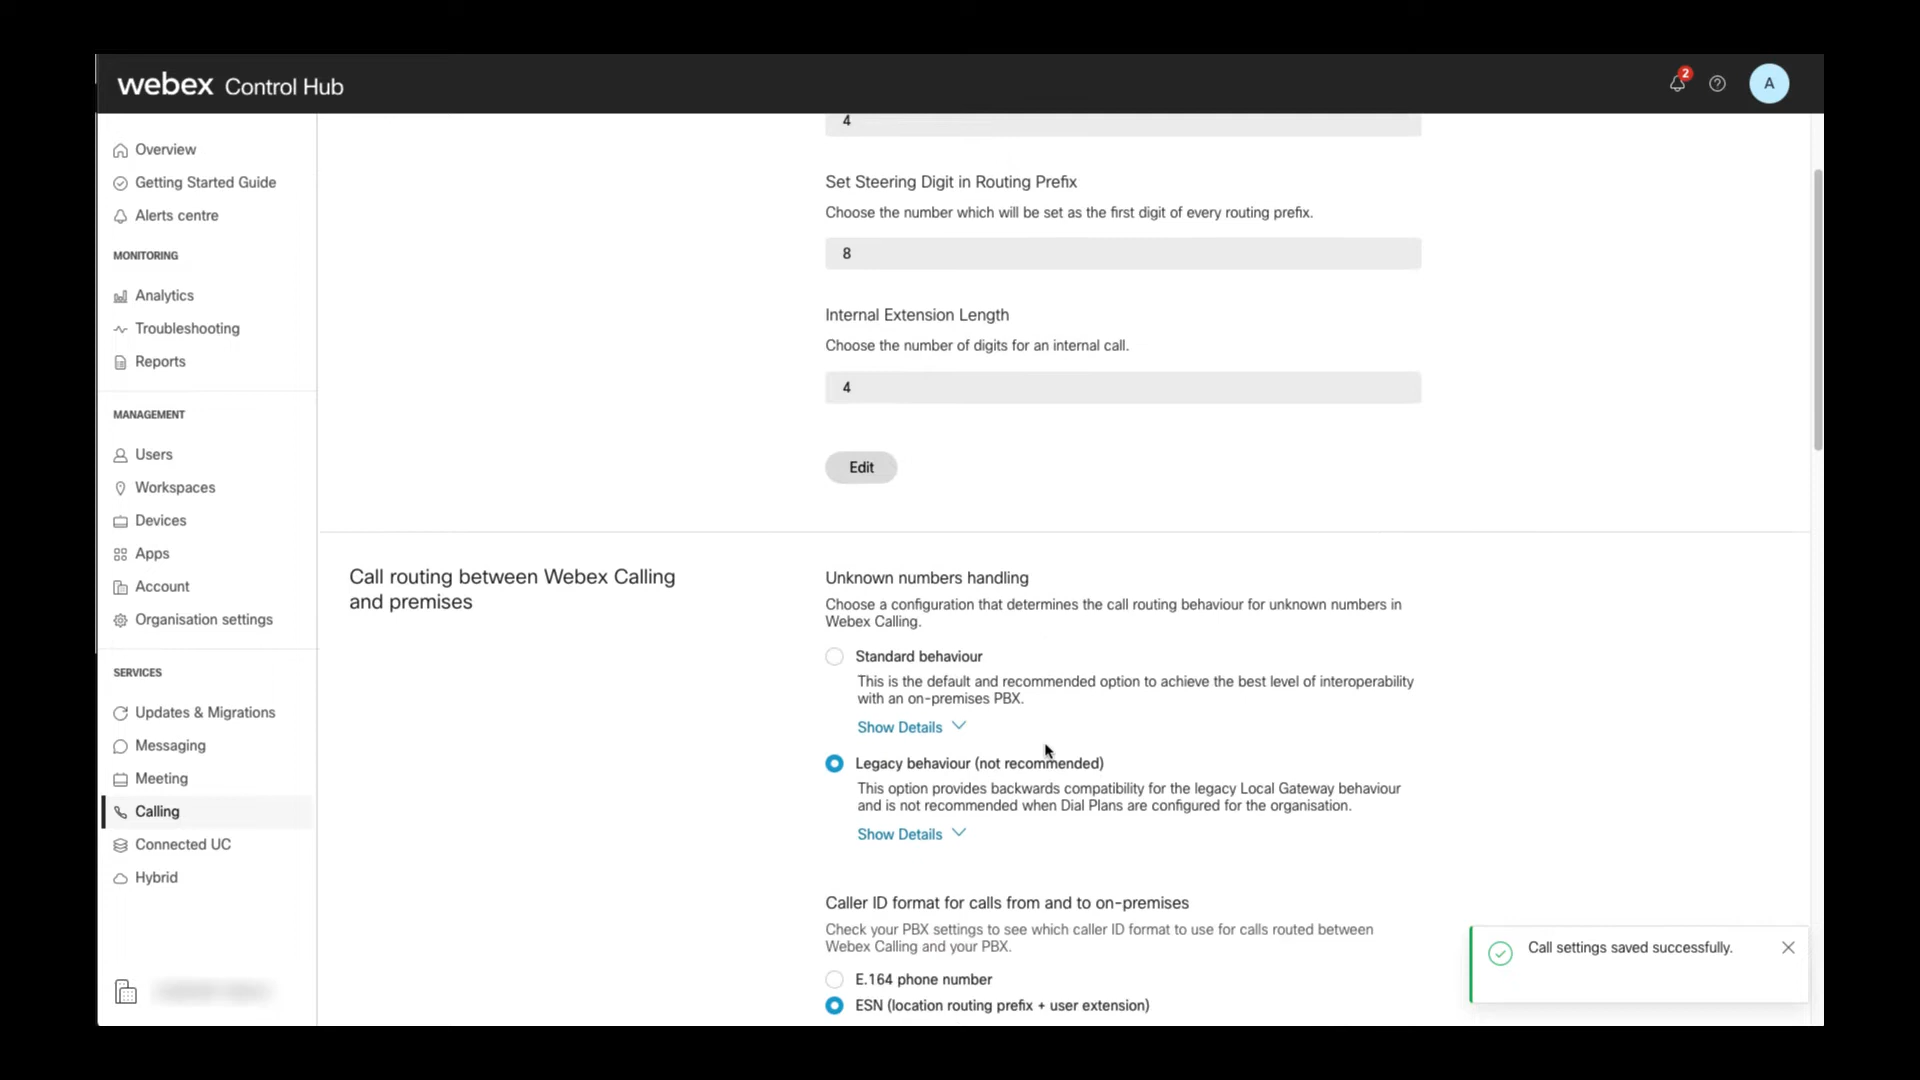 webex Control Hub
2
A
Overview
Getting Started Guide
Alerts centre
MONITORING
Analytics
Troubleshooting
Reports
MANAGEMENT
Users
Workspaces
Devices
Apps
Account
Organisation settings
SERVICES
Updates & Migrations
Messaging
Meeting
Calling
Connected UC
Hybrid
4
Set Steering Digit in Routing Prefix
Choose the number which will be set as the first digit of every routing prefix.
8
Internal Extension Length
Choose the number of digits for an internal call.
4
Edit
Call routing between Webex Calling
and premises
Unknown numbers handling
Choose a configuration that determines the call routing behaviour for unknown numbers in
Webex Calling.
Standard behaviour
This is the default and recommended option to achieve the best level of interoperability
with an on-premises PBX.
Show Details
Legacy behaviour (not recommended)
This option provides backwards compatibility for the legacy Local Gateway behaviour
and is not recommended when Dial Plans are configured for the organisation.
Show Details
Caller ID format for calls from and to on-premises
Check your PBX settings to see which caller ID format to use for calls routed between
Webex Calling and your PBX.
E.164 phone number
ESN (location routing prefix + user extension)
Call settings saved successfully.